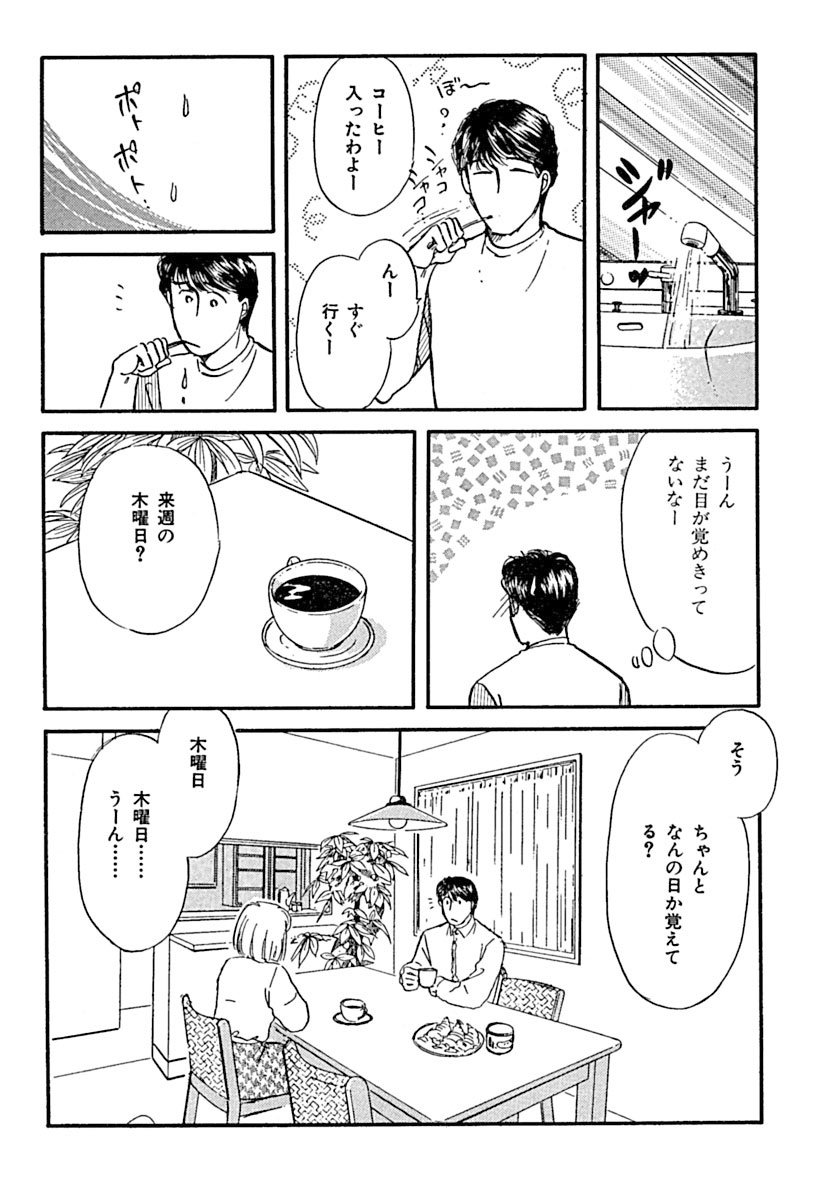 ジャー
ぼ〜〜
?
コーヒー
入ったわよー
シャコ
シャコ
んー
すぐ
行くー
ポト
ポト.
うーん
まだ目が覚めきって
ないなー
来週の
木曜日?
そう
ちゃんと
なんの日か覚えて
る?
木曜日
木曜日……
うーん……